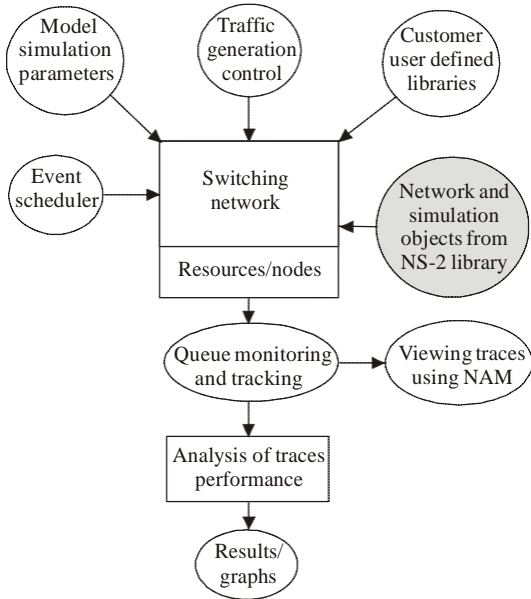 Model
simulation
parameters
Traffic
generation
control
Customer
user defined
libraries
Event
scheduler
Switching
network
Network and
simulation
objects from
NS-2 library
Resources/nodes
Queue monitoring
and tracking
Viewing traces
using NAM
Analysis of traces
performance
Results/
graphs